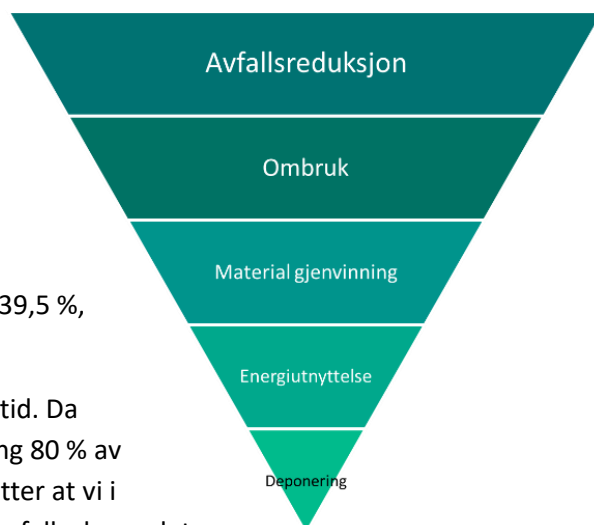 Avfallsreduksjon
Ombruk
Material gjenvinning
Energiutnyttelse
Deponering
39,5 %,
tid. Da
ng 80 % av
tter at vi i